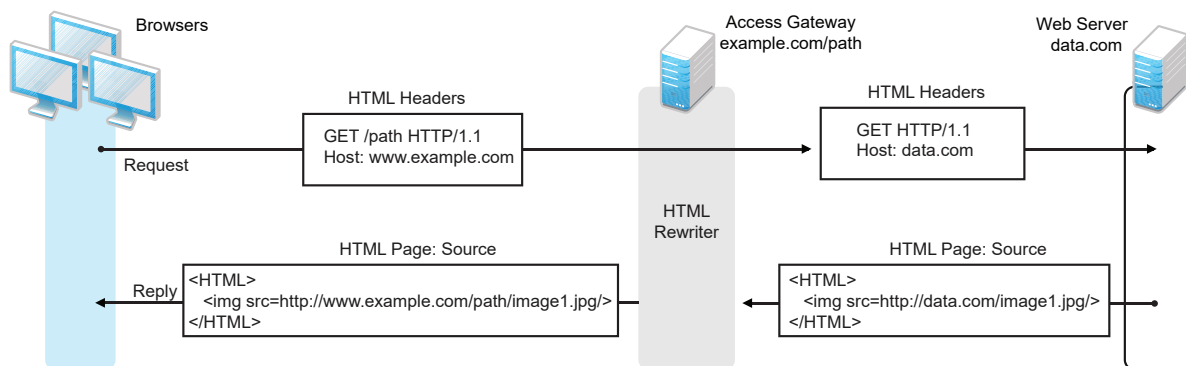 Browsers
Access Gateway
example.com/path
Web Server
data.com
HTML Headers
GET /path HTTP/1.1
Host: www.example.com
HTML Headers
GET HTTP/1.1
Host: data.com
Request
HTML
Rewriter
HTML Page: Source
<HTML>
<img src=http://www.example.com/path/image1.jpg/>
</HTML>
HTML Page: Source
<HTML>
<img src=http://data.com/image1.jpg/>
</HTML>
Reply